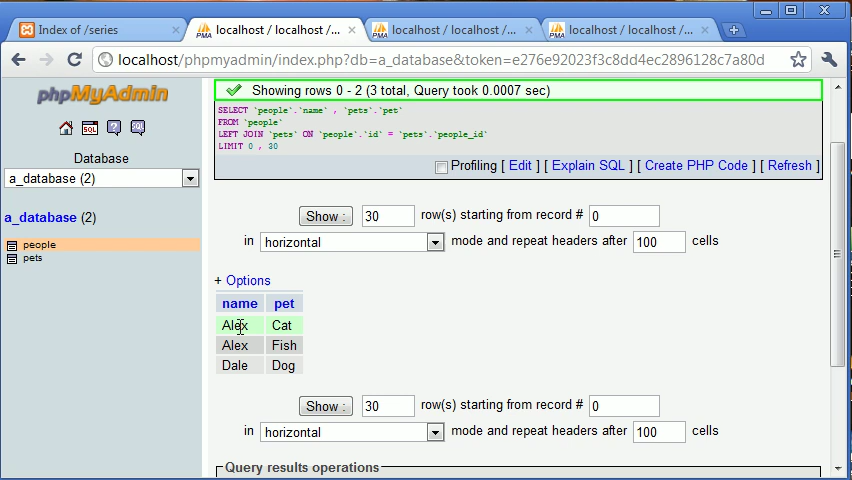 Index of /series
localhost / localhost /...
localhost / localhost /...
localhost / localhost /...
PMA
PMA
PMA
localhost/phpmyadmin/index.php?db=a_database&token=e276e92023f3c8dd4ec2896128c7a80d
phpMyAdmin
SQL
Database
a_database (2)
a_database (2)
people
pets
Showing rows 0 - 2 (3 total, Query took 0.0007 sec)
SELECT `people`.`name` , `pets`.`pet`
FROM `people`
LEFT JOIN `pets` ON `people`.`id` = `pets`.`people_id`
LIMIT 0 , 30
Profiling [ Edit ] [ Explain SQL ] [ Create PHP Code ] [ Refresh ]
Show : 30 row(s) starting from record # 0
in horizontal mode and repeat headers after 100 cells
+ Options
name pet
Alex Cat
Alex Fish
Dale Dog
Show : 30 row(s) starting from record # 0
in horizontal mode and repeat headers after 100 cells
Query results operations